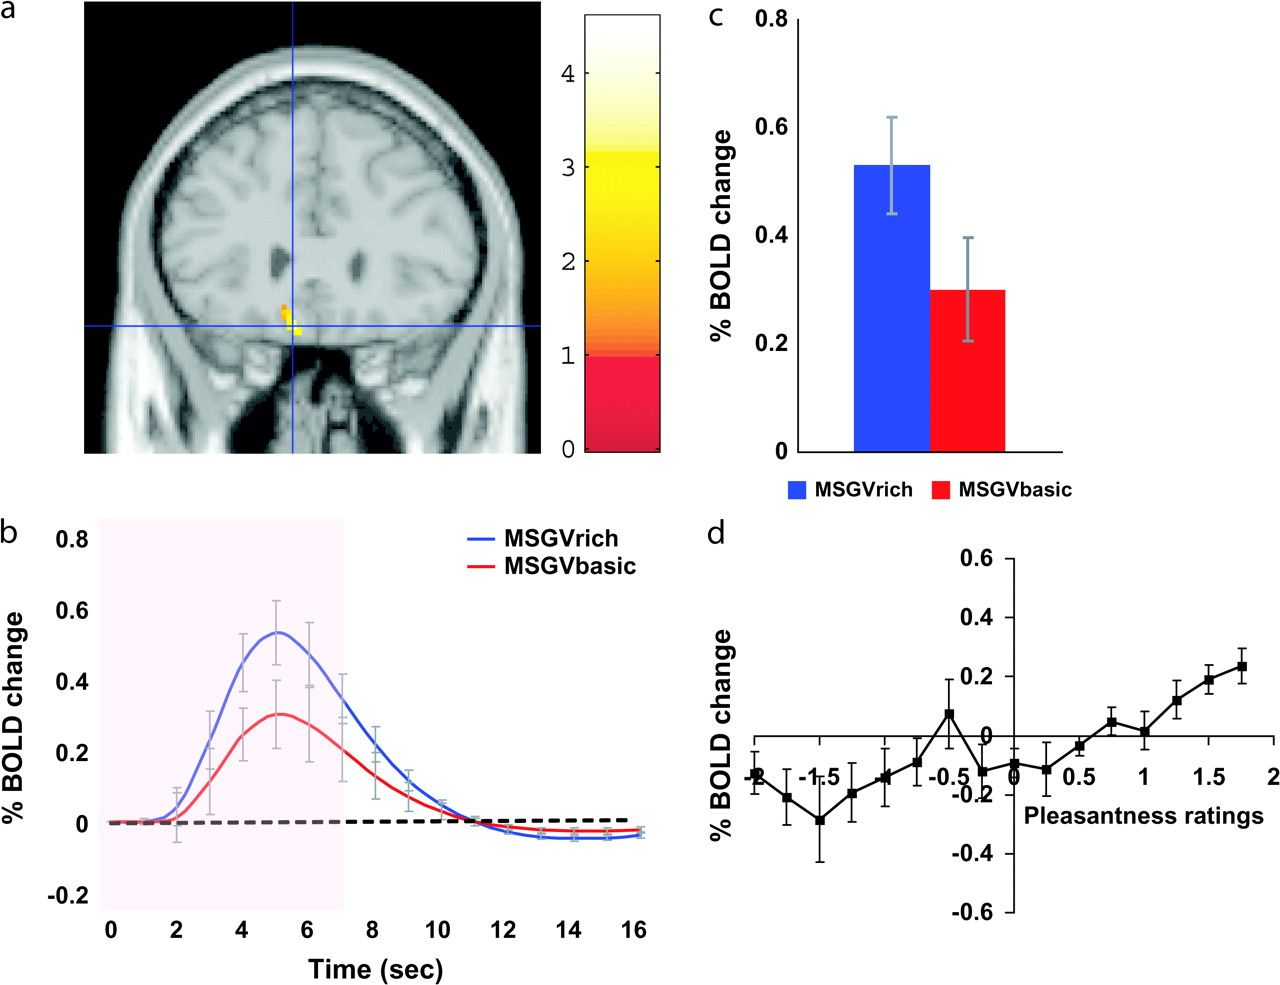 a
4
3
2
1
0
c
0.8
0.6
0.4
0.2
0
% BOLD change
MSGVrich MSGVbasic
b
0.8
0.6
0.4
0.2
0
-0.2
% BOLD change
MSGVrich
MSGVbasic
0 2 4 6 8 10 12 14 16
Time (sec)
d
0.6
0.4
0.2
0
-0.2
-0.4
-0.6
% BOLD change
-2 -1.5 -1 -0.5 0 0.5 1 1.5 2
Pleasantness ratings